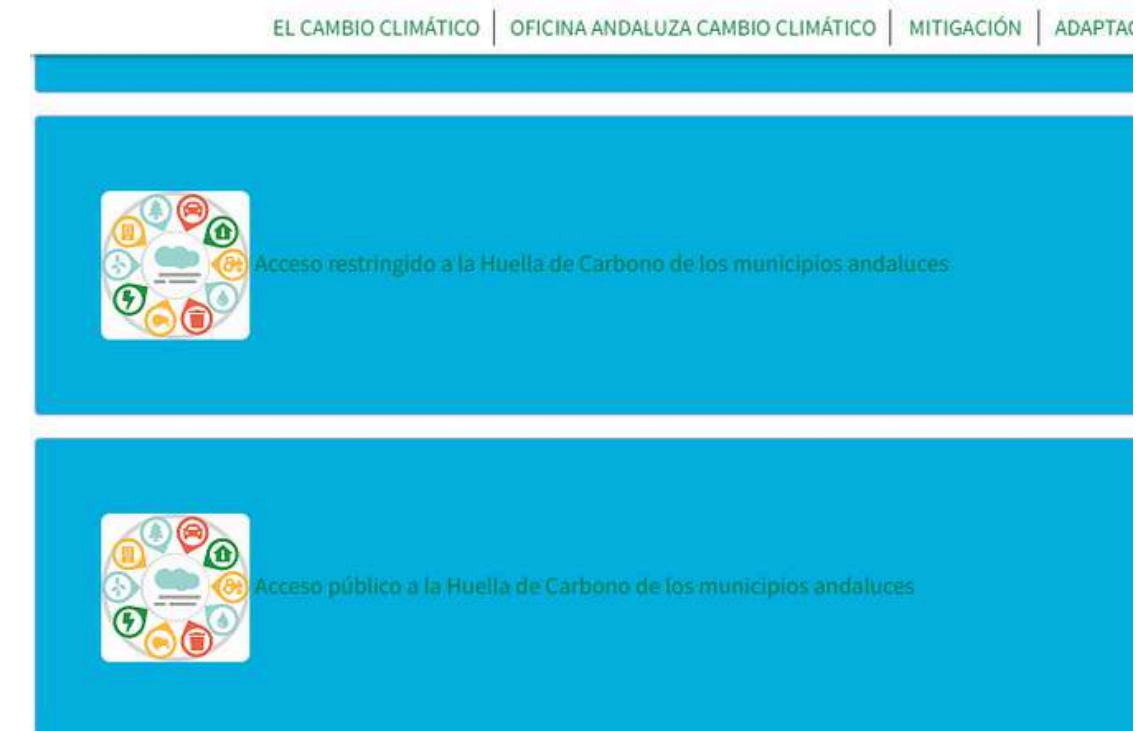 EL CAMBIO CLIMÁTICO | OFICINA ANDALUZA CAMBIO CLIMÁTICO | MITIGACIÓN | ADAPTAC
Acceso restringido a la Huella de Carbono de los municipios andaluces
Acceso público a la Huella de Carbono de los municipios andaluces